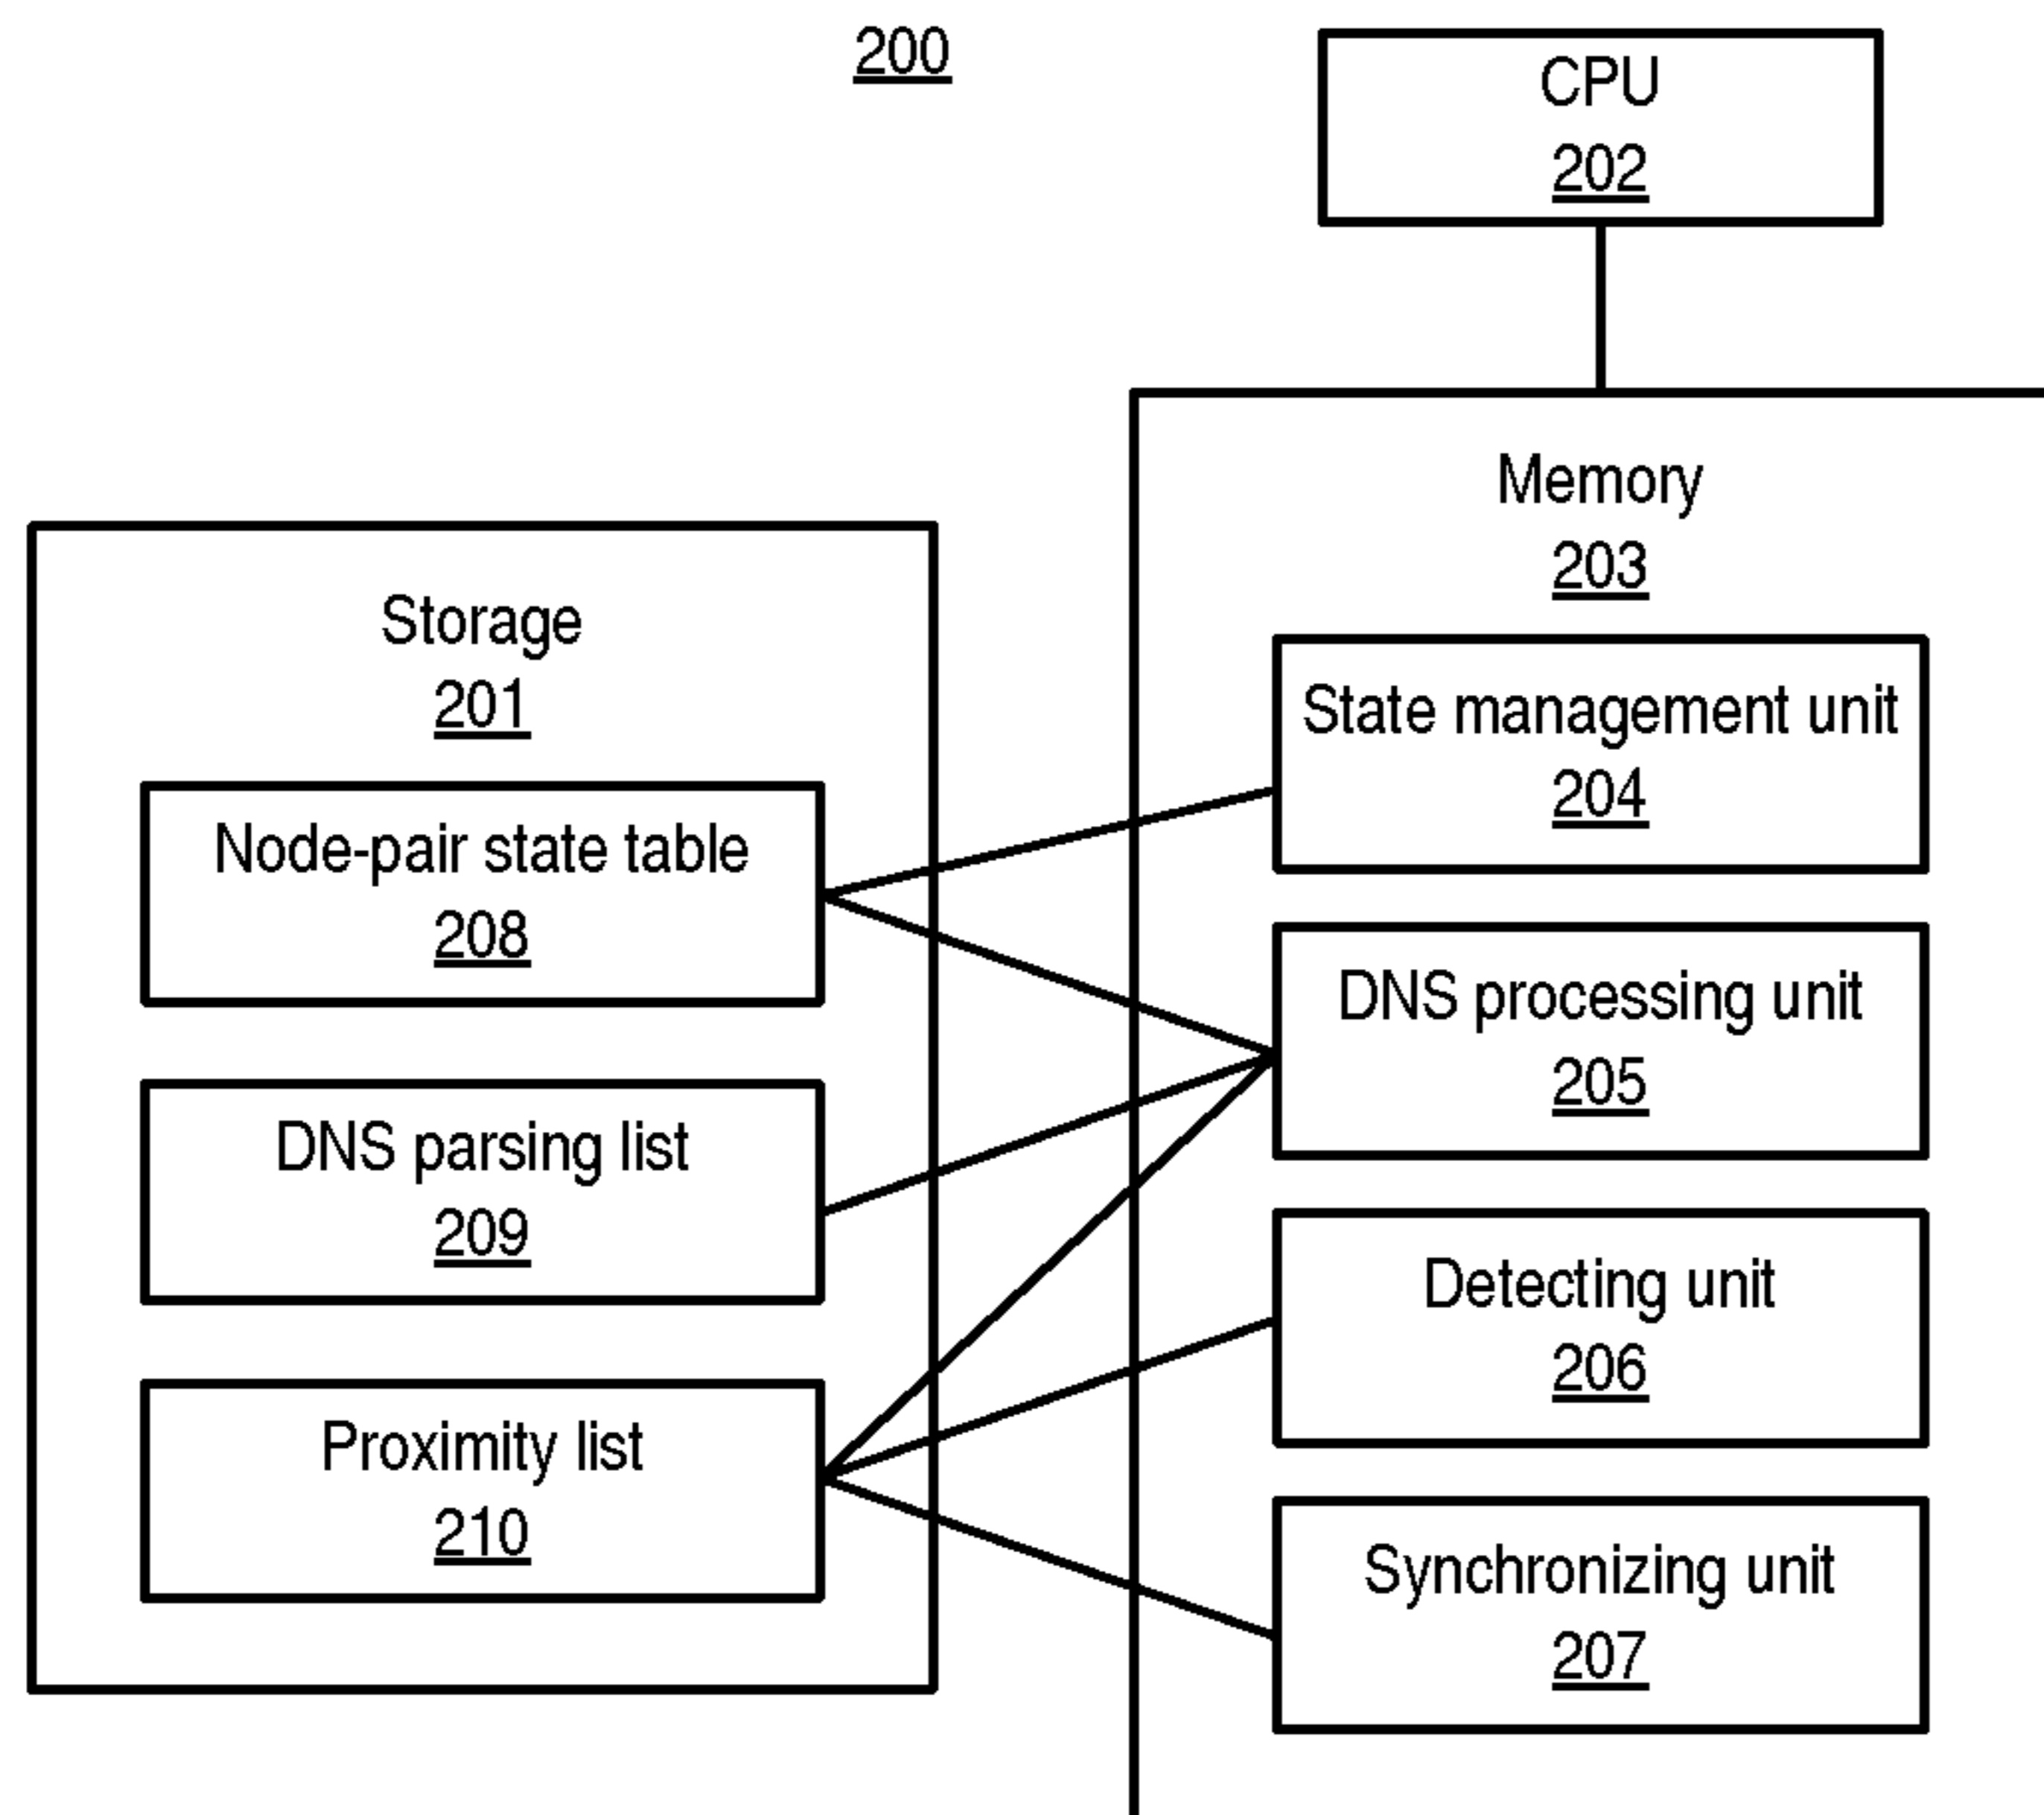 200
CPU
202
Memory
203
Storage
201
State management unit
204
Node-pair state table
208
DNS processing unit
205
DNS parsing list
209
Detecting unit
206
Proximity list
210
Synchronizing unit
207